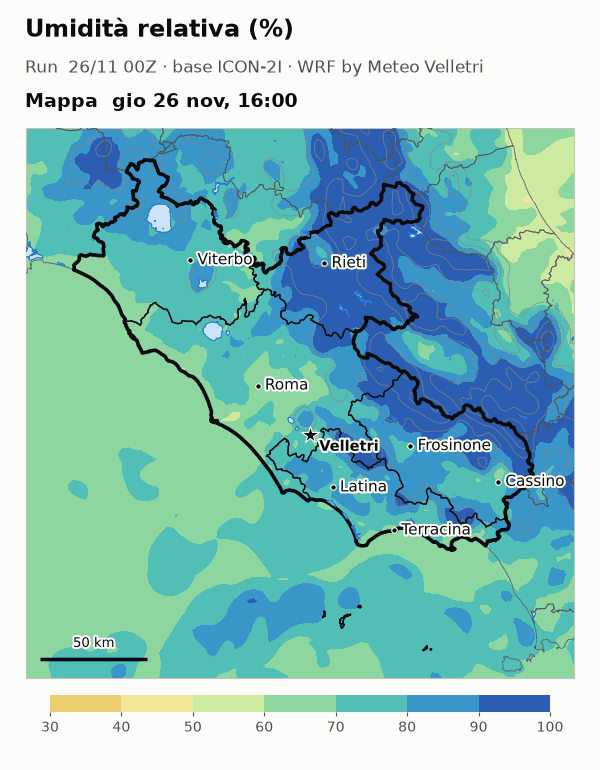 Umidità relativa (%)
Run 26/11 00Z · base ICON-2I · WRF by Meteo Velletri
Mappa gio 26 nov, 16:00
Viterbo
Rieti
Roma
Velletri
Frosinone
Latina
Cassino
Terracina
50 km
30 40 50 60 70 80 90 100